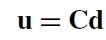 u = Cd